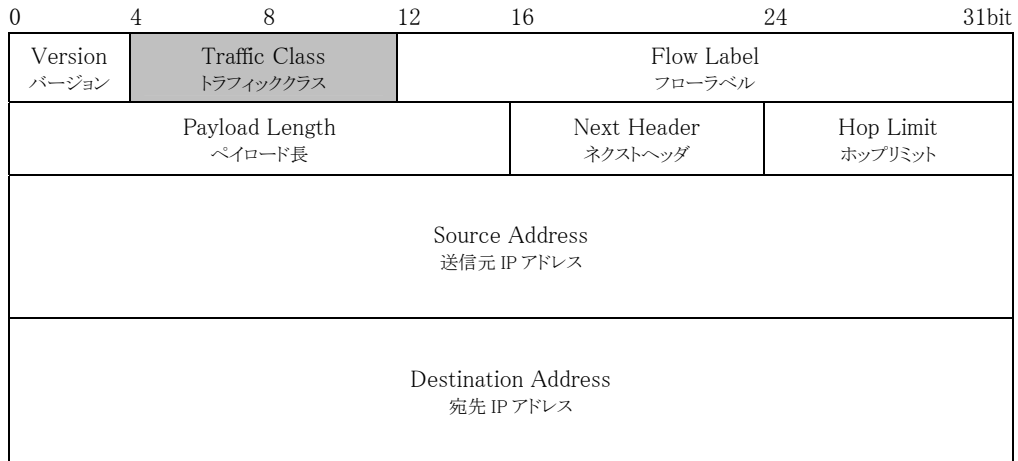 0 4 8 12 16 24 31bit
Version Traffic Class Flow Label
バージョン トラフィッククラス フローラベル
Payload Length Next Header Hop Limit
ペイロード長 ネクストヘッダ ホップリミット
Source Address
送信元 IP アドレス
Destination Address
宛先 IP アドレス